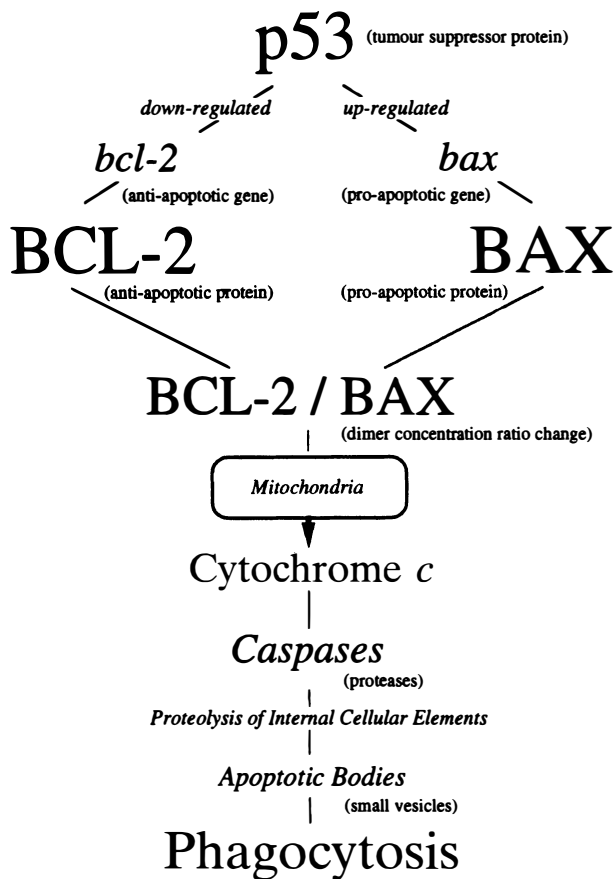 p53 (tumour suppressor protein)
down-regulated up-regulated
bcl-2 bax
(anti-apoptotic gene) (pro-apoptotic gene)
BCL-2 BAX
(anti-apoptotic protein) (pro-apoptotic protein)
BCL-2 / BAX
(dimer concentration ratio change)
Mitochondria
Cytochrome c
Caspases
(proteases)
Proteolysis of Internal Cellular Elements
Apoptotic Bodies
(small vesicles)
Phagocytosis